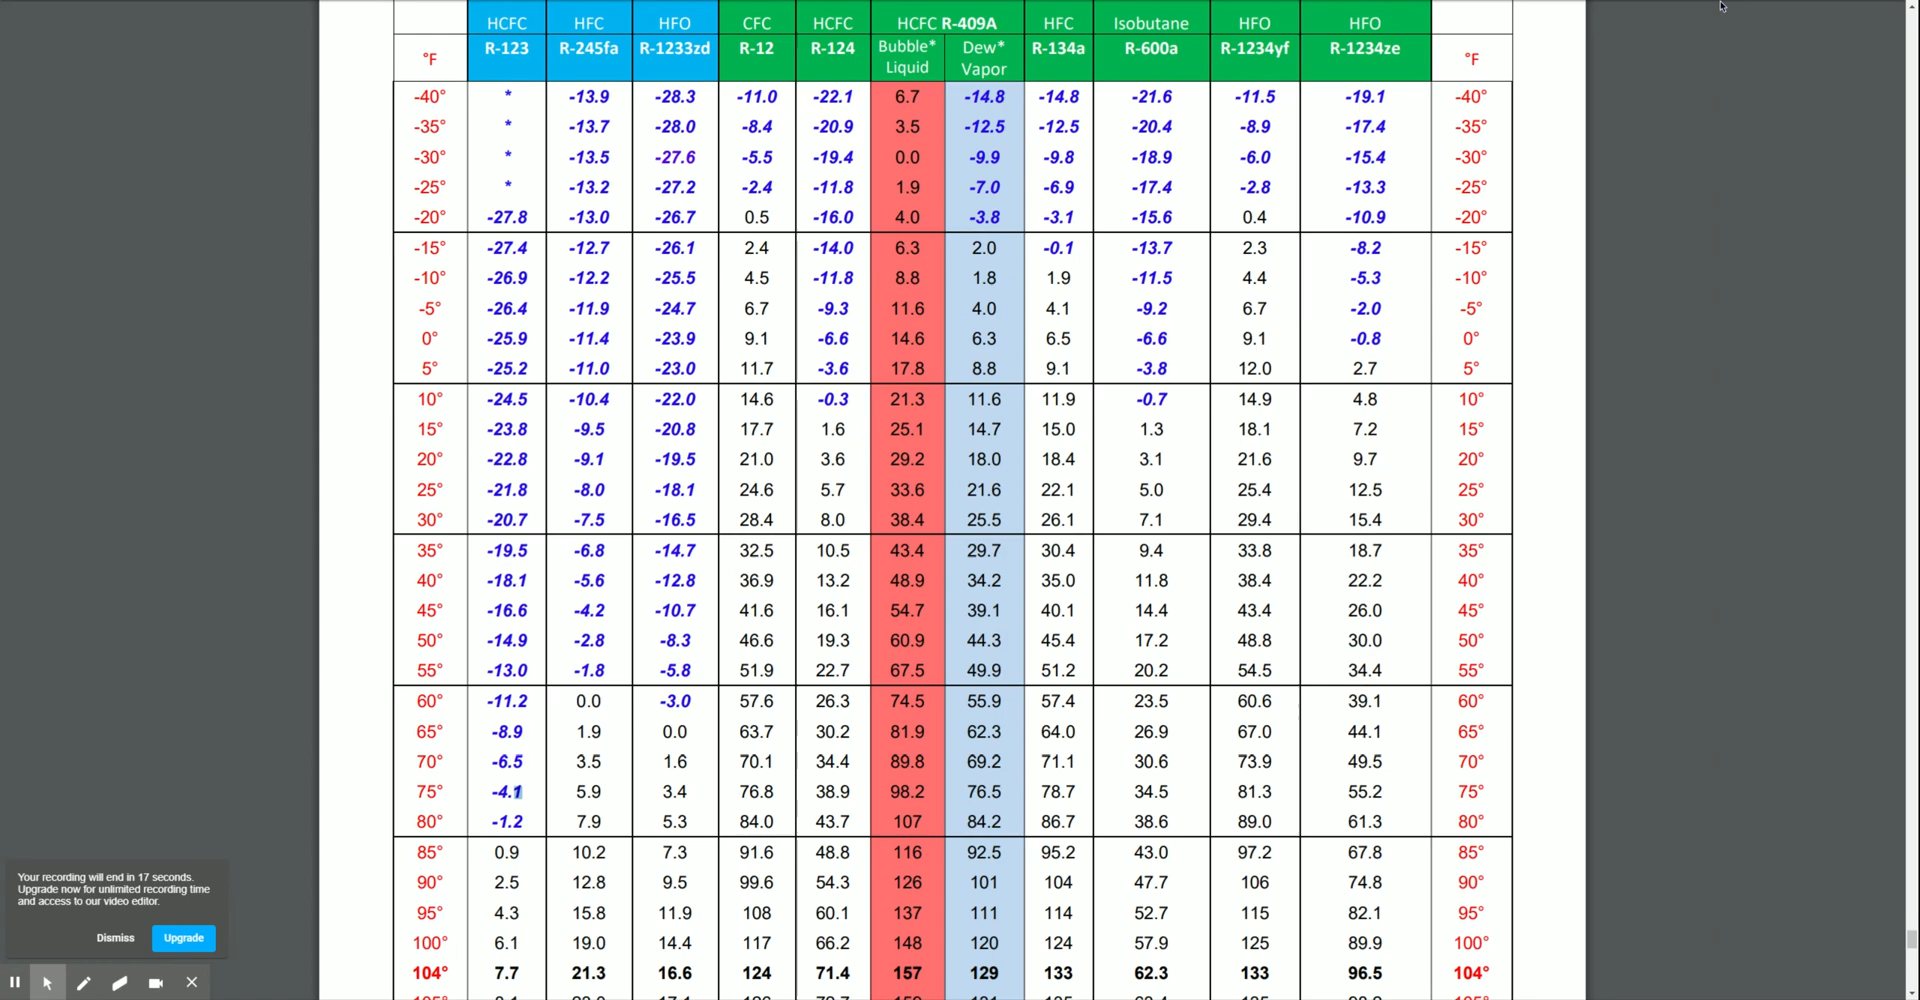 HCFC HFC HFO CFC HCFC HCFC R-409A HFC Isobutane HFO HFO
°F R-123 R-245fa R-1233zd R-12 R-124 Bubble* Liquid Dew* Vapor R-134a R-600a R-1234yf R-1234ze °F
-40° * -13.9 -28.3 -11.0 -22.1 6.7 -14.8 -14.8 -21.6 -11.5 -19.1 -40°
-35° * -13.7 -28.0 -8.4 -20.9 3.5 -12.5 -12.5 -20.4 -8.9 -17.4 -35°
-30° * -13.5 -27.6 -5.5 -19.4 0.0 -9.9 -9.8 -18.9 -6.0 -15.4 -30°
-25° * -13.2 -27.2 -2.4 -11.8 1.9 -7.0 -6.9 -17.4 -2.8 -13.3 -25°
-20° -27.8 -13.0 -26.7 0.5 -16.0 4.0 -3.8 -3.1 -15.6 0.4 -10.9 -20°
-15° -27.4 -12.7 -26.1 2.4 -14.0 6.3 2.0 -0.1 -13.7 2.3 -8.2 -15°
-10° -26.9 -12.2 -25.5 4.5 -11.8 8.8 1.8 1.9 -11.5 4.4 -5.3 -10°
-5° -26.4 -11.9 -24.7 6.7 -9.3 11.6 4.0 4.1 -9.2 6.7 -2.0 -5°
0° -25.9 -11.4 -23.9 9.1 -6.6 14.6 6.3 6.5 -6.6 9.1 -0.8 0°
5° -25.2 -11.0 -23.0 11.7 -3.6 17.8 8.8 9.1 -3.8 12.0 2.7 5°
10° -24.5 -10.4 -22.0 14.6 -0.3 21.3 11.6 11.9 -0.7 14.9 4.8 10°
15° -23.8 -9.5 -20.8 17.7 1.6 25.1 14.7 15.0 1.3 18.1 7.2 15°
20° -22.8 -9.1 -19.5 21.0 3.6 29.2 18.0 18.4 3.1 21.6 9.7 20°
25° -21.8 -8.0 -18.1 24.6 5.7 33.6 21.6 22.1 5.0 25.4 12.5 25°
30° -20.7 -7.5 -16.5 28.4 8.0 38.4 25.5 26.1 7.1 29.4 15.4 30°
35° -19.5 -6.8 -14.7 32.5 10.5 43.4 29.7 30.4 9.4 33.8 18.7 35°
40° -18.1 -5.6 -12.8 36.9 13.2 48.9 34.2 35.0 11.8 38.4 22.2 40°
45° -16.6 -4.2 -10.7 41.6 16.1 54.7 39.1 40.1 14.4 43.4 26.0 45°
50° -14.9 -2.8 -8.3 46.6 19.3 60.9 44.3 45.4 17.2 48.8 30.0 50°
55° -13.0 -1.8 -5.8 51.9 22.7 67.5 49.9 51.2 20.2 54.5 34.4 55°
60° -11.2 0.0 -3.0 57.6 26.3 74.5 55.9 57.4 23.5 60.6 39.1 60°
65° -8.9 1.9 0.0 63.7 30.2 81.9 62.3 64.0 26.9 67.0 44.1 65°
70° -6.5 3.5 1.6 70.1 34.4 89.8 69.2 71.1 30.6 73.9 49.5 70°
75° -4.1 5.9 3.4 76.8 38.9 98.2 76.5 78.7 34.5 81.3 55.2 75°
80° -1.2 7.9 5.3 84.0 43.7 107 84.2 86.7 38.6 89.0 61.3 80°
85° 0.9 10.2 7.3 91.6 48.8 116 92.5 95.2 43.0 97.2 67.8 85°
90° 2.5 12.8 9.5 99.6 54.3 126 101 104 47.7 106 74.8 90°
95° 4.3 15.8 11.9 108 60.1 137 111 114 52.7 115 82.1 95°
100° 6.1 19.0 14.4 117 66.2 148 120 124 57.9 125 89.9 100°
104° 7.7 21.3 16.6 124 71.4 157 129 133 62.3 133 96.5 104°
Your recording will end in 17 seconds.
Upgrade now for unlimited recording time
and access to our video editor.
Dismiss Upgrade